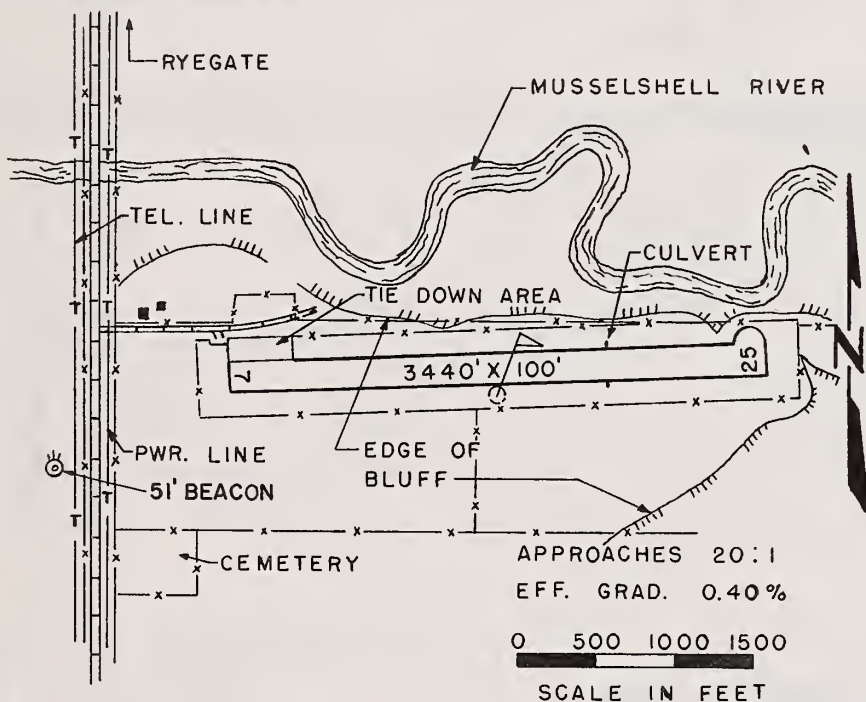 RYEGATE
MUSSELSHELL RIVER
T
T
TEL. LINE
CULVERT
T
T
TIE DOWN AREA
7
3440' X 100'
25
N
PWR. LINE
EDGE OF
BLUFF
51' BEACON
T
T
CEMETERY
APPROACHES 20:1
EFF. GRAD. 0.40%
0 500 1000 1500
SCALE IN FEET